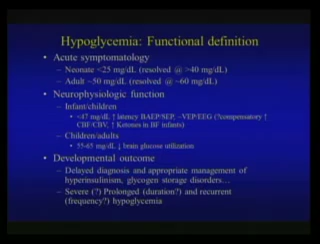 Hypoglycemia: Functional definition
• Acute symptomatology
– Neonate <25 mg/dL (resolved @ >40 mg/dL)
– Adult ~50 mg/dL (resolved @ ~60 mg/dL)
• Neurophysiologic function
– Infant/children
• <47 mg/dL ↑ latency BAEP/SEP, ~VEP/EEG (?compensatory ↑
CBF/CBV, ↑ Ketones in BF infants)
– Children/adults
• 55-65 mg/dL ↓ brain glucose utilization
• Developmental outcome
– Delayed diagnosis and appropriate management of
hyperinsulinism, glycogen storage disorders…
– Severe (?) Prolonged (duration?) and recurrent
(frequency?) hypoglycemia